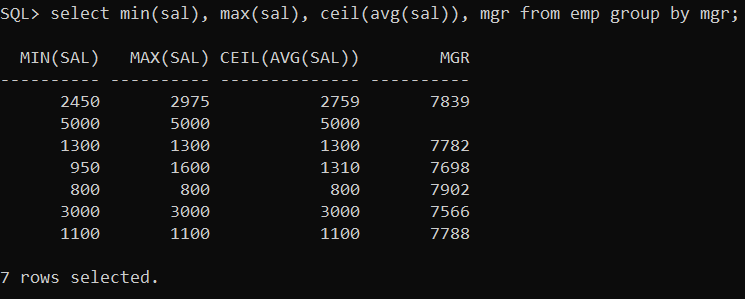 SQL> select min(sal), max(sal), ceil(avg(sal)), mgr from emp group by mgr;
MIN(SAL) MAX(SAL) CEIL(AVG(SAL)) MGR
---------- ---------- -------------- ----------
2450 2975 2759 7839
5000 5000 5000
1300 1300 1300 7782
950 1600 1310 7698
800 800 800 7902
3000 3000 3000 7566
1100 1100 1100 7788
7 rows selected.